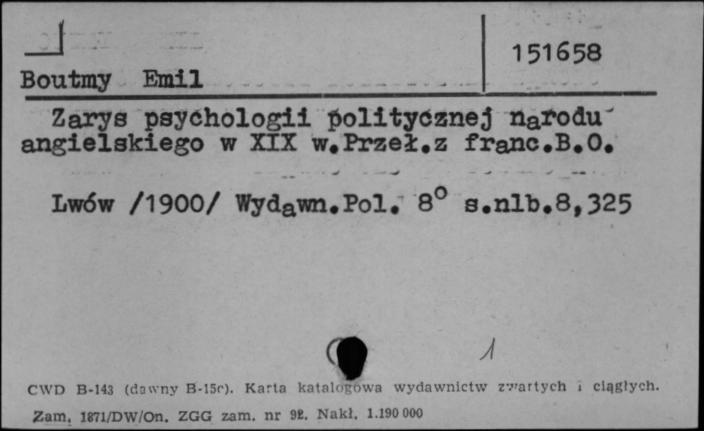 151658
Boutmy Emil
Zarys psychologii politycznej narodu
angielskiego w XIX w.Przeł.z franc.B.O.
Lwów /1900/ Wydawn.Pol. 8° s.nlb.8,325
1
CWD B-143 (dawny B-15c). Karta katalogowa wydawnictw zwartych i ciągłych.
Zam. 1871/DW/On. ZGG zam. nr 92. Nakł. 1.190 000